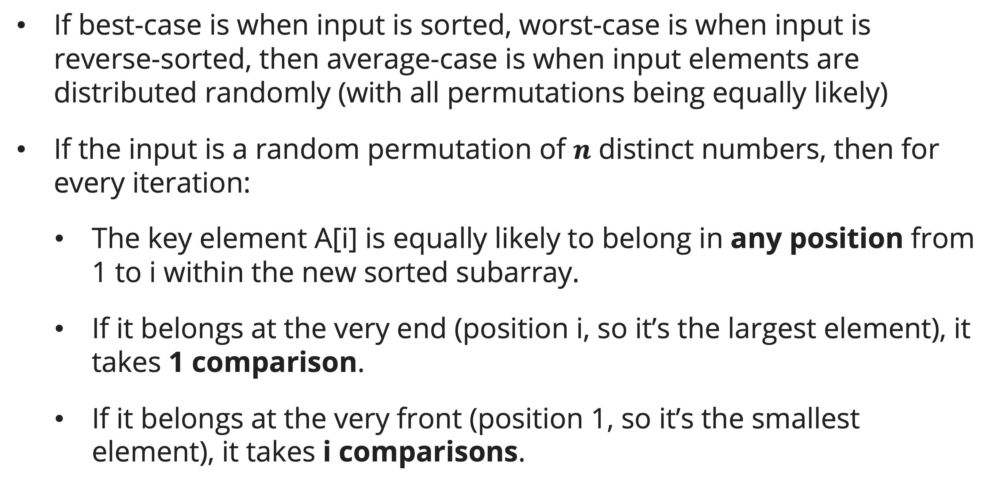 • If best-case is when input is sorted, worst-case is when input is
reverse-sorted, then average-case is when input elements are
distributed randomly (with all permutations being equally likely)
• If the input is a random permutation of n distinct numbers, then for
every iteration:
• The key element A[i] is equally likely to belong in any position from
1 to i within the new sorted subarray.
• If it belongs at the very end (position i, so it’s the largest element), it
takes 1 comparison.
• If it belongs at the very front (position 1, so it’s the smallest
element), it takes i comparisons.